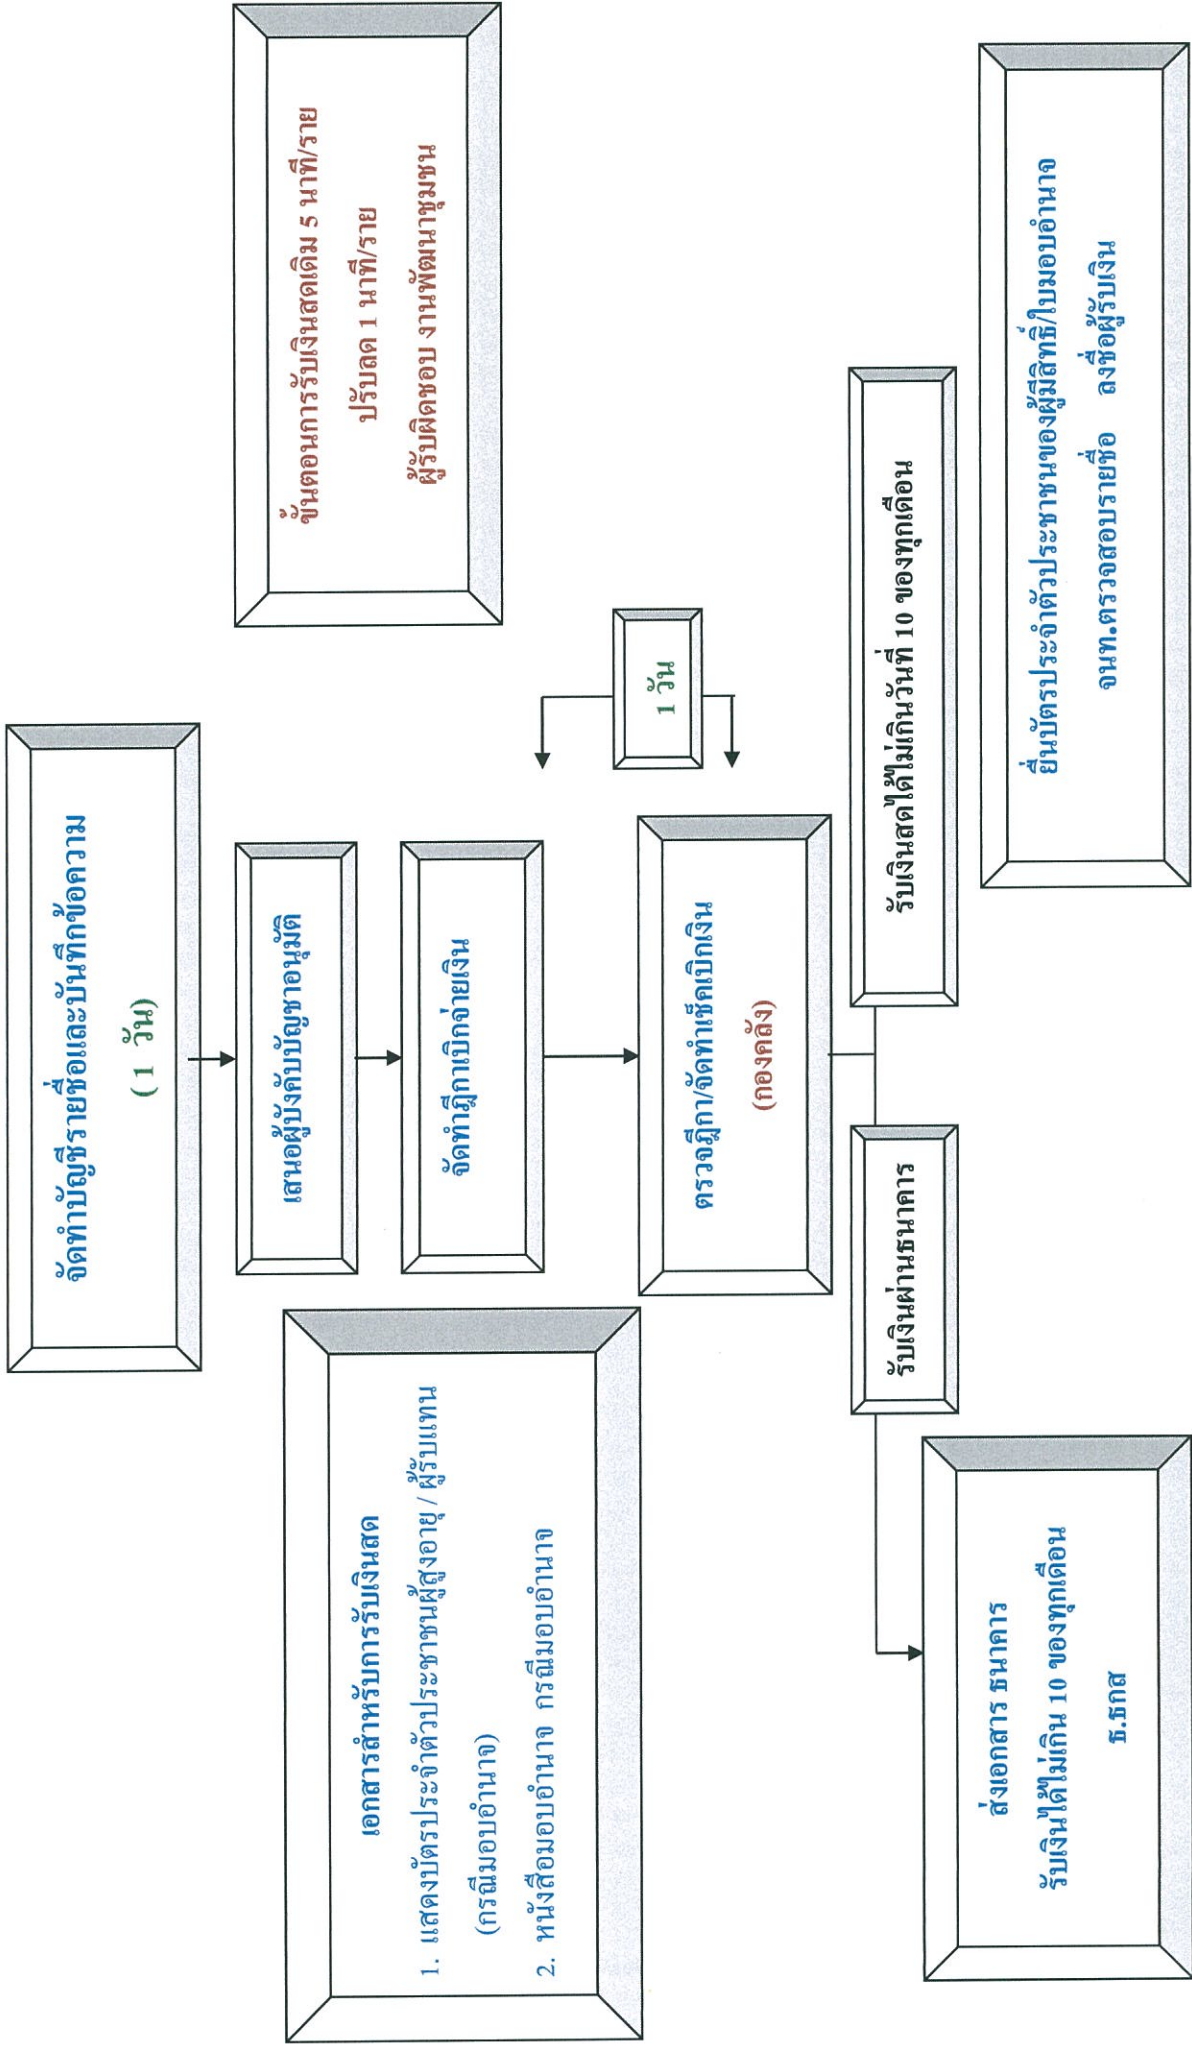 จัดทำบัญชีรายชื่อและบันทึกข้อความ
(1 วัน)
เสนอผู้บังคับบัญชาอนุมัติ
จัดทำฎีกาเบิกจ่ายเงิน
ขั้นตอนการรับเงินสดเดิม 5 นาที/ราย
ปรับลด 1 นาที/ราย
ผู้รับผิดชอบ งานพัฒนาชุมชน
เอกสารสำหรับการรับเงินสด
1. แสดงบัตรประจำตัวประชาชนผู้สูงอายุ / ผู้รับแทน
(กรณีมอบอำนาจ)
2. หนังสือมอบอำนาจ กรณีมอบอำนาจ
1 วัน
ตรวจฎีกา/จัดทำเช็คเบิกเงิน
(กองคลัง)
รับเงินผ่านธนาคาร
รับเงินสดได้ไม่เกินวันที่ 10 ของทุกเดือน
ส่งเอกสาร ธนาคาร
รับเงินได้ไม่เกิน 10 ของทุกเดือน
ธ.ธกส
ยื่นบัตรประจำตัวประชาชนของผู้มีสิทธิ์/ใบมอบอำนาจ
จนท.ตรวจสอบรายชื่อ ลงชื่อผู้รับเงิน